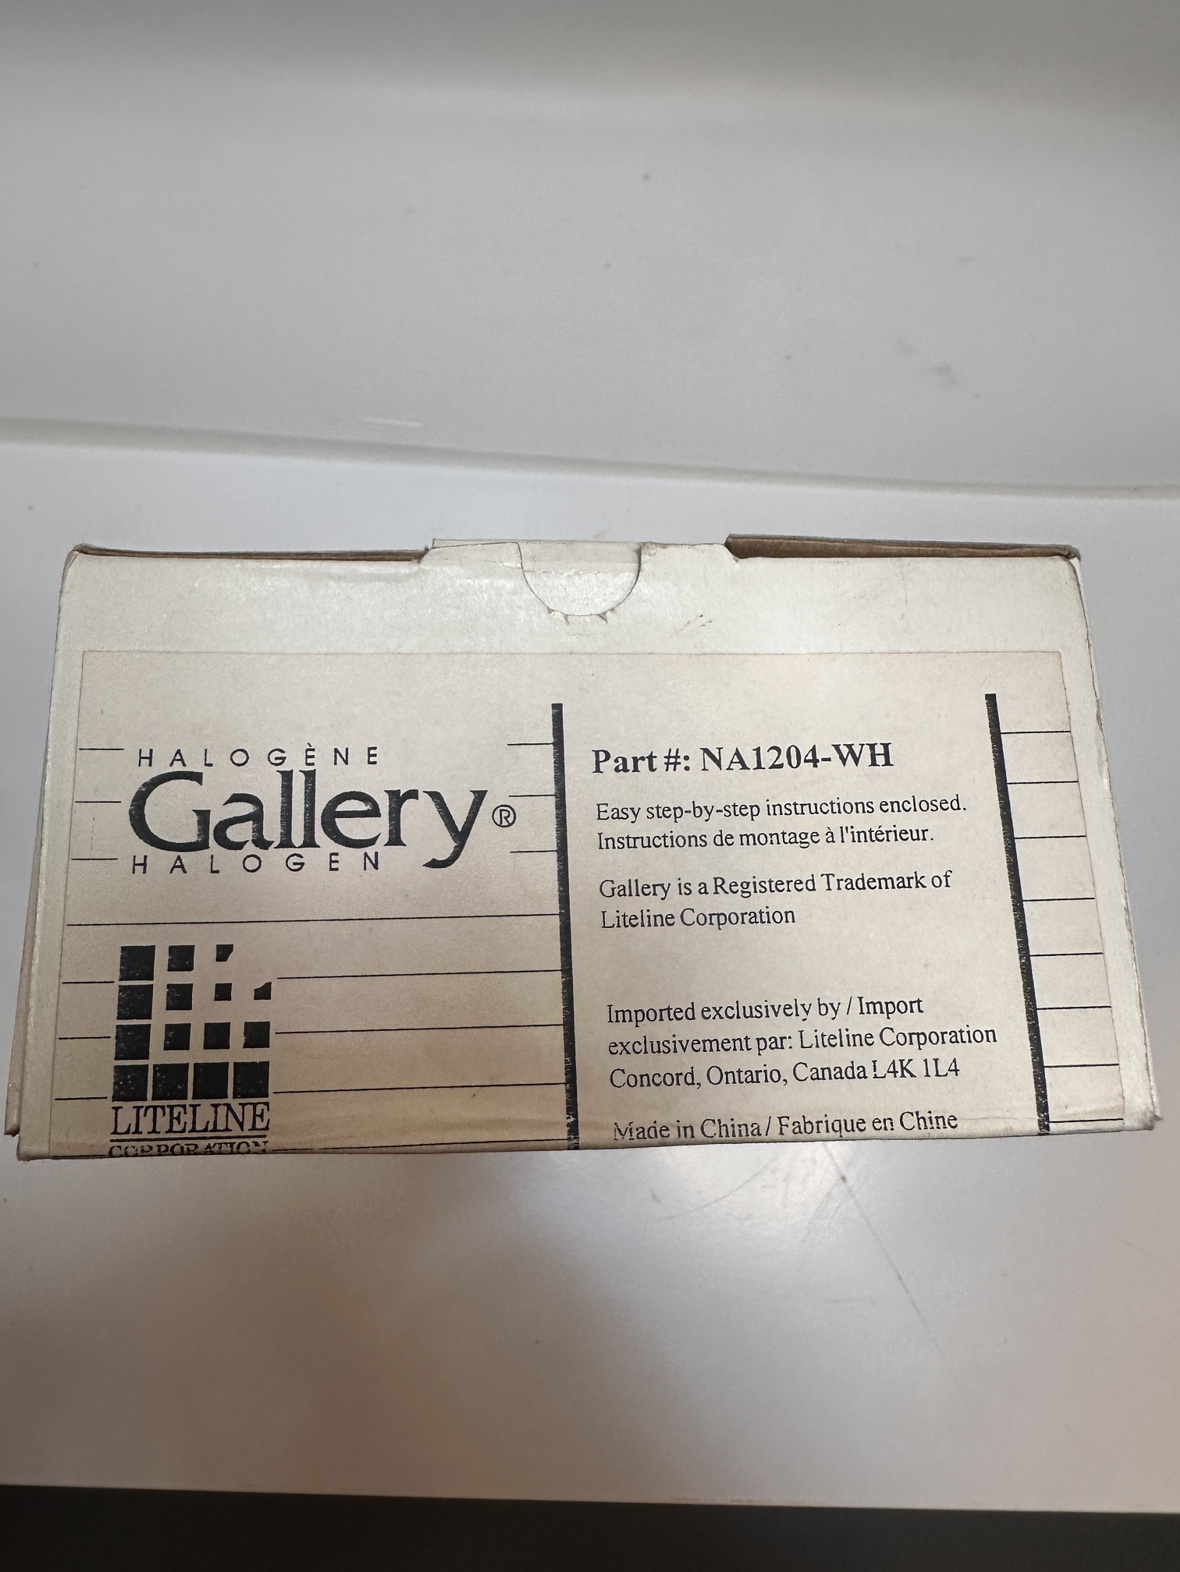 HALOGÈNE
Gallery®
HALOGEN
LITELINE
CORPORATION
Part #: NA1204-WH
Easy step-by-step instructions enclosed.
Instructions de montage à l'intérieur.
Gallery is a Registered Trademark of
Liteline Corporation
Imported exclusively by / Import
exclusivement par: Liteline Corporation
Concord, Ontario, Canada L4K 1L4
Made in China / Fabrique en Chine